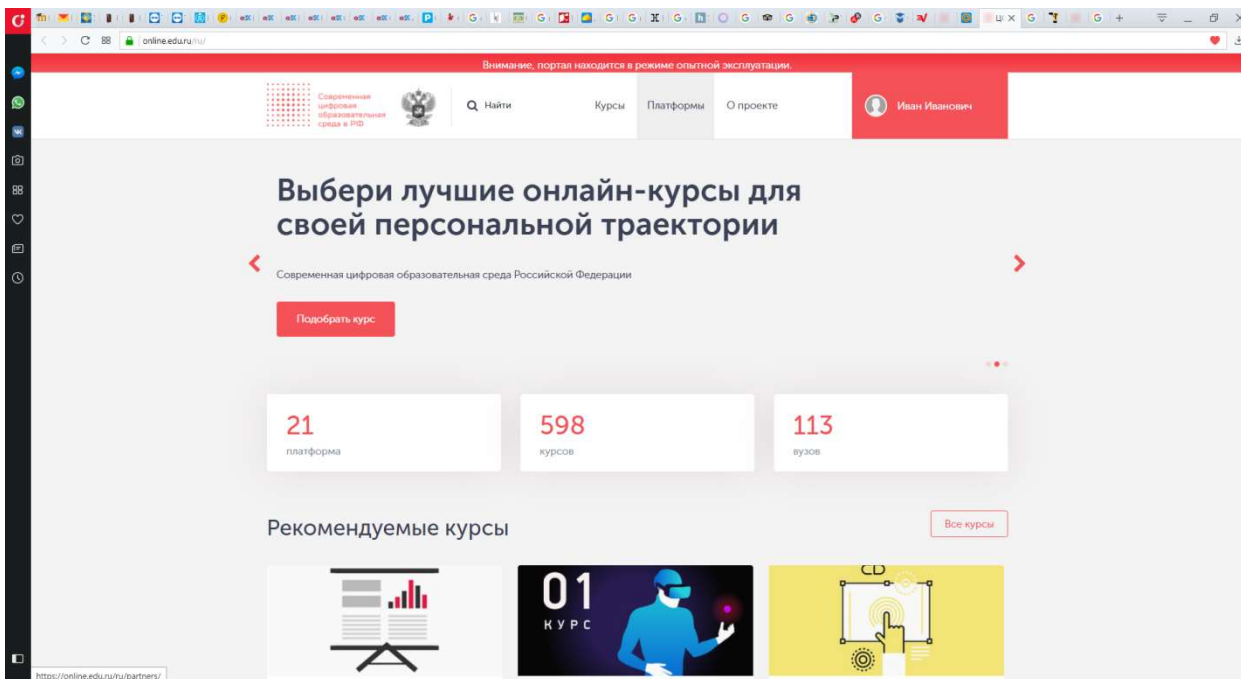 online.edu.ru/ru/
Внимание, портал находится в режиме опытной эксплуатации.
Современная
цифровая
образовательная
среда в РФ
Найти
Курсы
Платформы
О проекте
Иван Иванович
Выбери лучшие онлайн-курсы для
своей персональной траектории
Современная цифровая образовательная среда Российской Федерации
Подобрать курс
21
платформа
598
курсов
113
вузов
Рекомендуемые курсы
Все курсы
01
КУРС
CD
https://online.edu.ru/ru/partners/